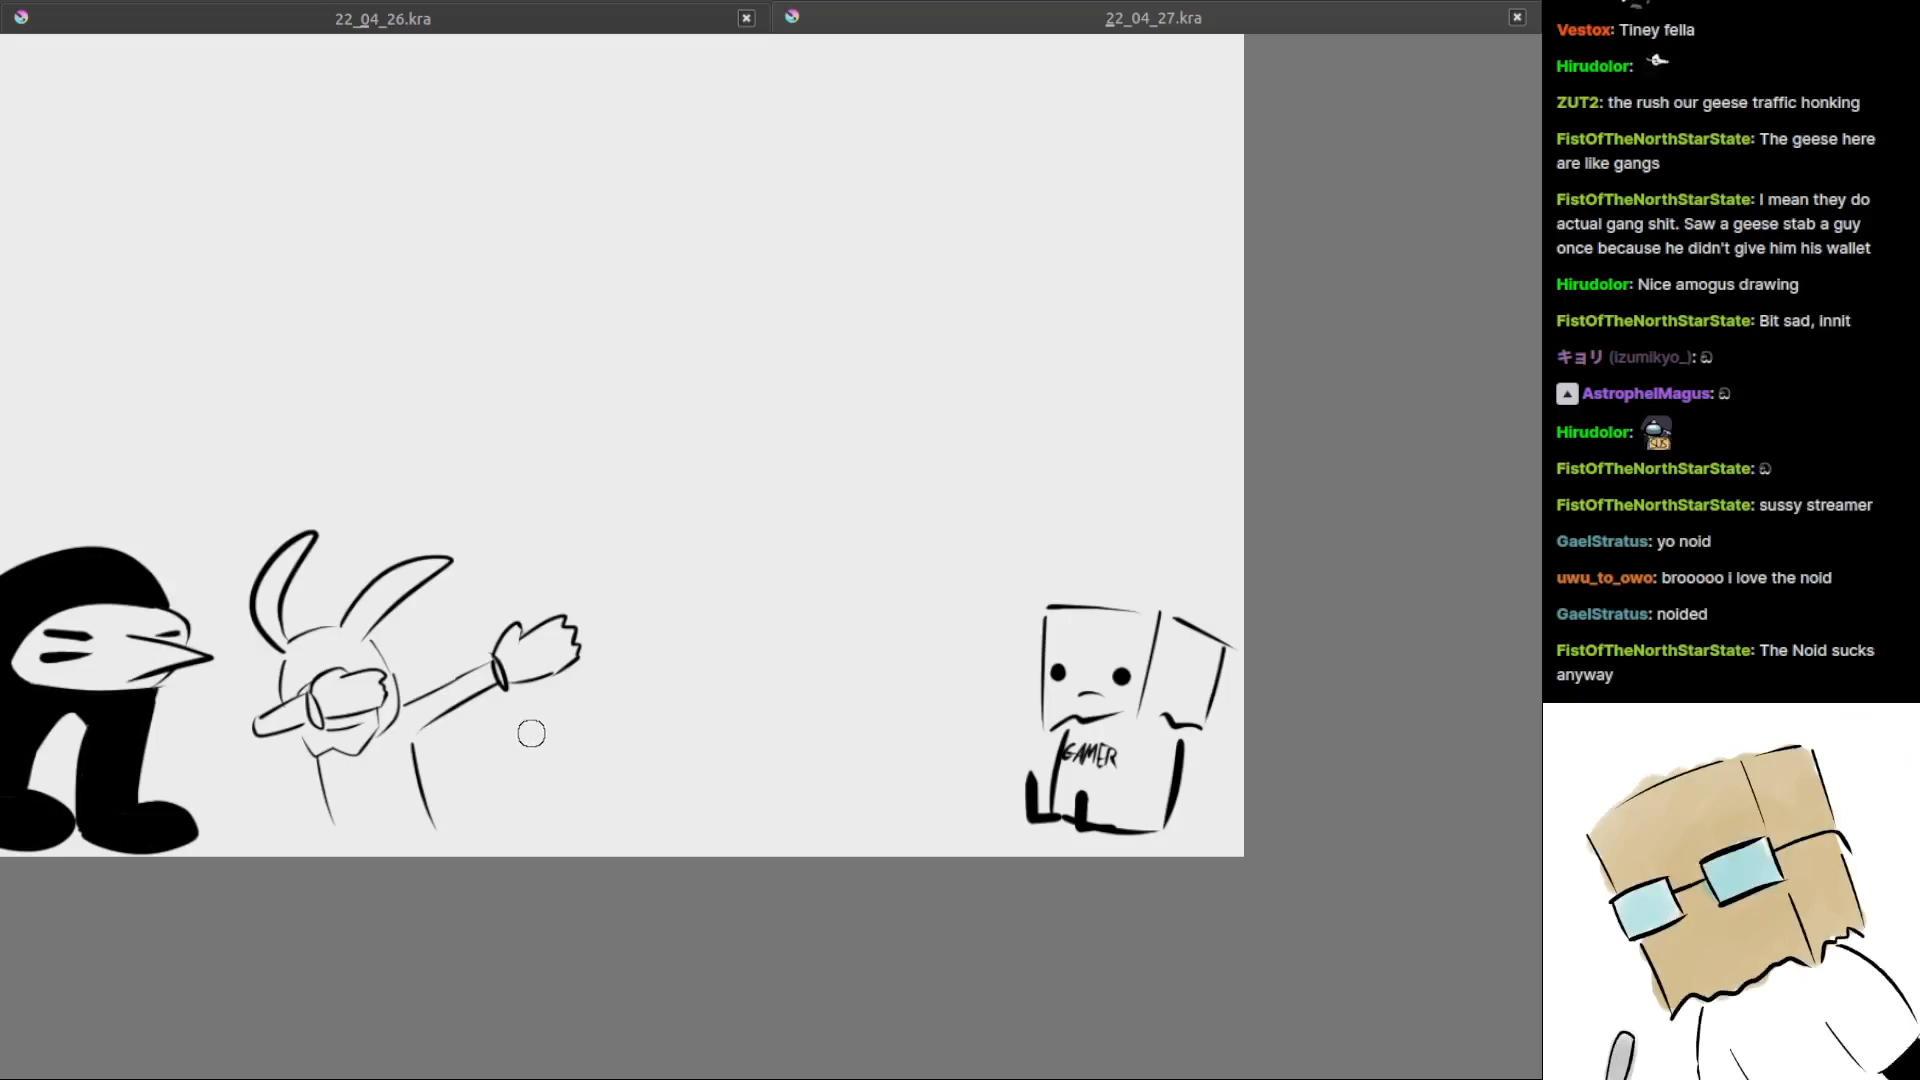 22_04_26.kra
22_04_27.kra
Vestox: Tiney fella
Hirudolor:
ZUT2: the rush our geese traffic honking
FistOfTheNorthStarState: The geese here
are like gangs
FistOfTheNorthStarState: I mean they do
actual gang shit. Saw a geese stab a guy
once because he didn't give him his wallet
Hirudolor: Nice amogus drawing
FistOfTheNorthStarState: Bit sad, innit
キヨリ (izumikyo_): ඞ
AstrophelMagus: ඞ
Hirudolor: SUS
FistOfTheNorthStarState: ඞ
FistOfTheNorthStarState: sussy streamer
GaelStratus: yo noid
uwu_to_owo: brooooo i love the noid
GaelStratus: noided
FistOfTheNorthStarState: The Noid sucks
anyway
GAMER